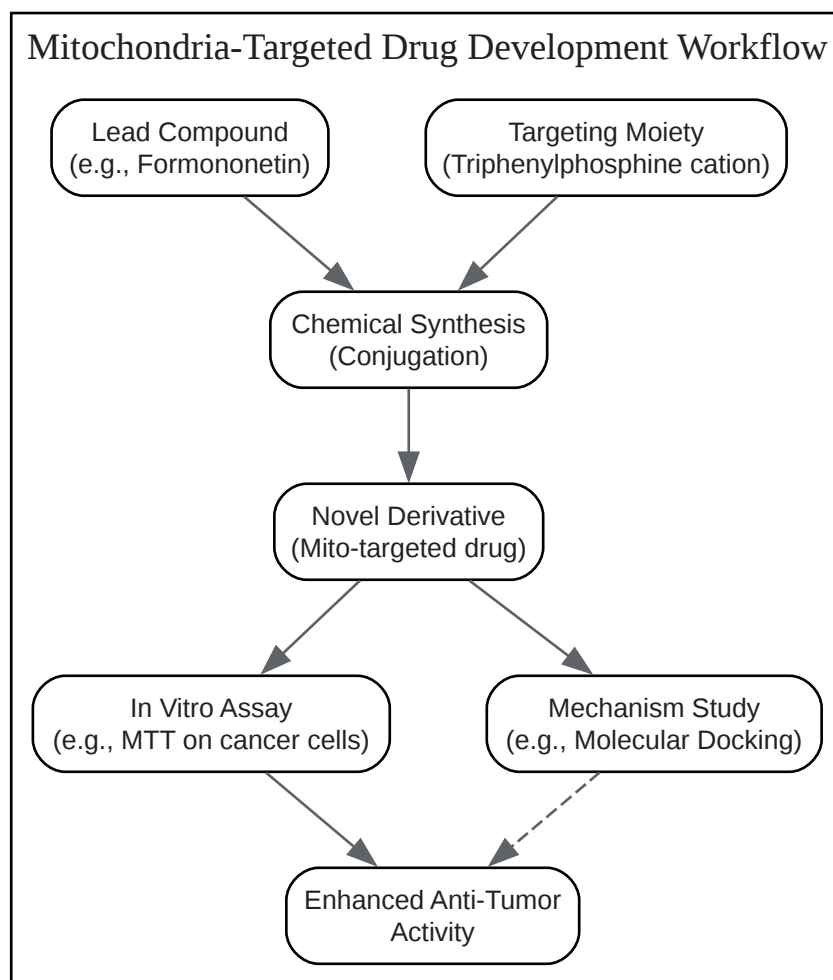 Mitochondria-Targeted Drug Development Workflow
Lead Compound
(e.g., Formononetin)
Targeting Moiety
(Triphenylphosphine cation)
Chemical Synthesis
(Conjugation)
Novel Derivative
(Mito-targeted drug)
In Vitro Assay
(e.g., MTT on cancer cells)
Mechanism Study
(e.g., Molecular Docking)
Enhanced Anti-Tumor
Activity